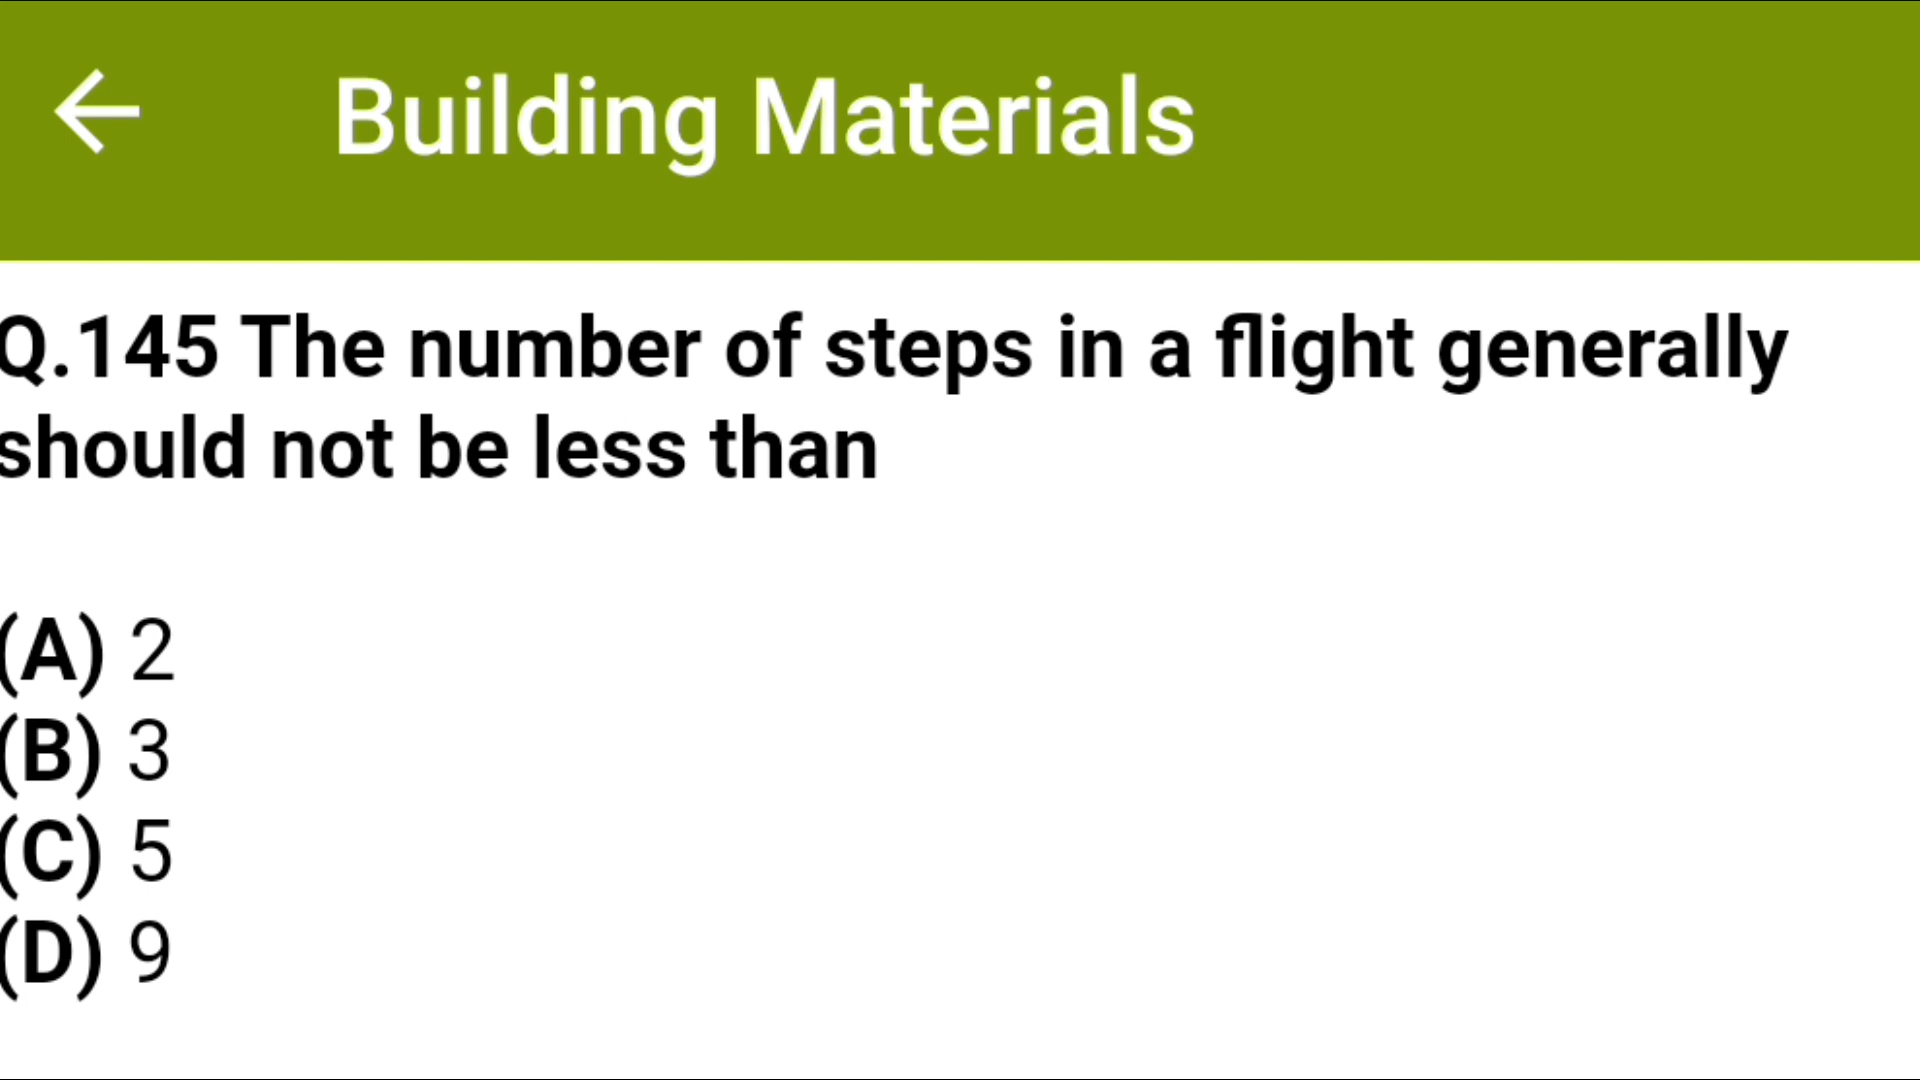 Building Materials
Q.145 The number of steps in a flight generally
should not be less than
(A) 2
(B) 3
(C) 5
(D) 9